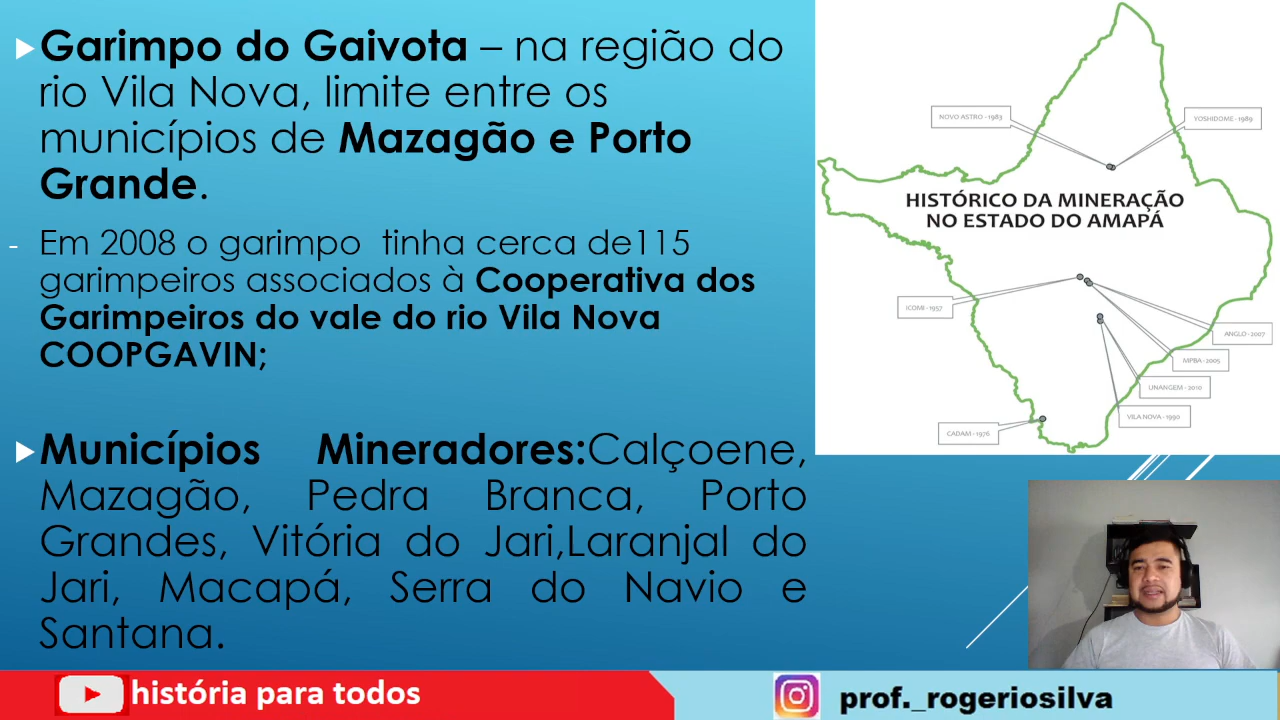 Garimpo do Gaivota – na região do
rio Vila Nova, limite entre os
municípios de Mazagão e Porto
Grande.
- Em 2008 o garimpo tinha cerca de115
garimpeiros associados à Cooperativa dos
Garimpeiros do vale do rio Vila Nova
COOPGAVIN;
Municípios Mineradores:Calçoene,
Mazagão, Pedra Branca, Porto
Grandes, Vitória do Jari,Laranjal do
Jari, Macapá, Serra do Navio e
Santana.
NOVO ASTRO - 1983
YOSHIDOME - 1989
HISTÓRICO DA MINERAÇÃO
NO ESTADO DO AMAPÁ
ICOMI - 1957
ANGLO - 2007
MPBA - 2005
UNANGEM - 2010
VILA NOVA - 1990
CADAM - 1976
história para todos
prof._rogeriosilva